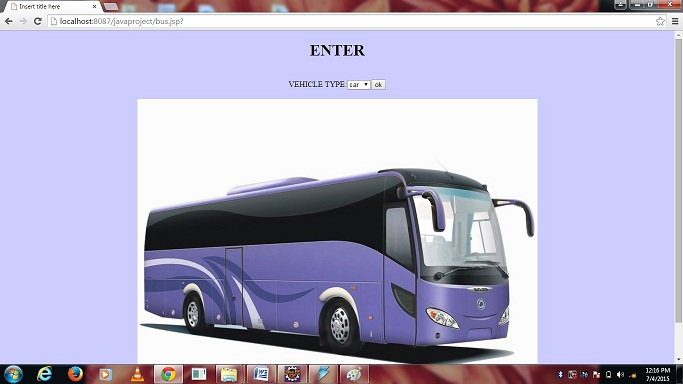 Insert title here
localhost:8087/javaproject/bus.jsp?
ENTER
VEHICLE TYPE: car ok
12:16 PM
7/4/2015